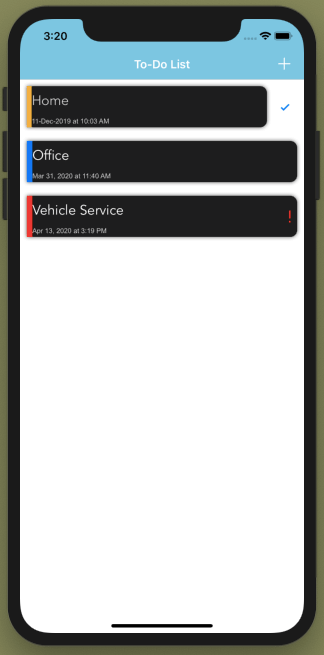 3:20
To-Do List
Home
11-Dec-2019 at 10:03 AM
Office
Mar 31, 2020 at 11:40 AM
Vehicle Service
!
Apr 13, 2020 at 3:19 PM